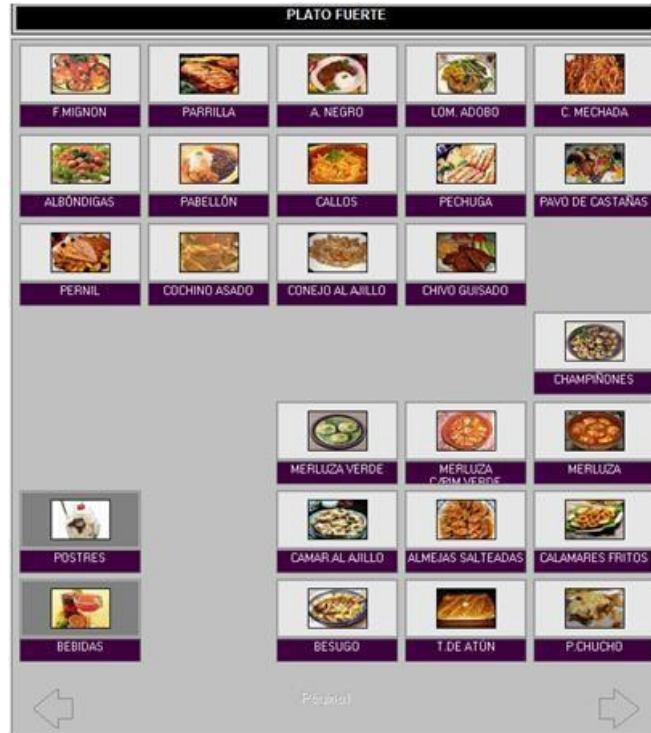 PLATO FUERTE
F.MIGNON
PARRILLA
A. NEGRO
LOM. ADOBO
C. MECHADA
ALBÓNDIGAS
PABELLÓN
CALLOS
PECHUGA
PAVO DE CASTAÑAS
PERNIL
COCHINO ASADO
CONEJO AL AJILLO
CHIVO GUISADO
CHAMPIÑONES
MERLUZA VERDE
MERLUZA
C/PIM.VERDE
MERLUZA
POSTRES
CAMAR.AL AJILLO
ALMEJAS SALTEADAS
CALAMARES FRITOS
BEBIDAS
BESUGO
T.DE ATÚN
P.CHUCHO